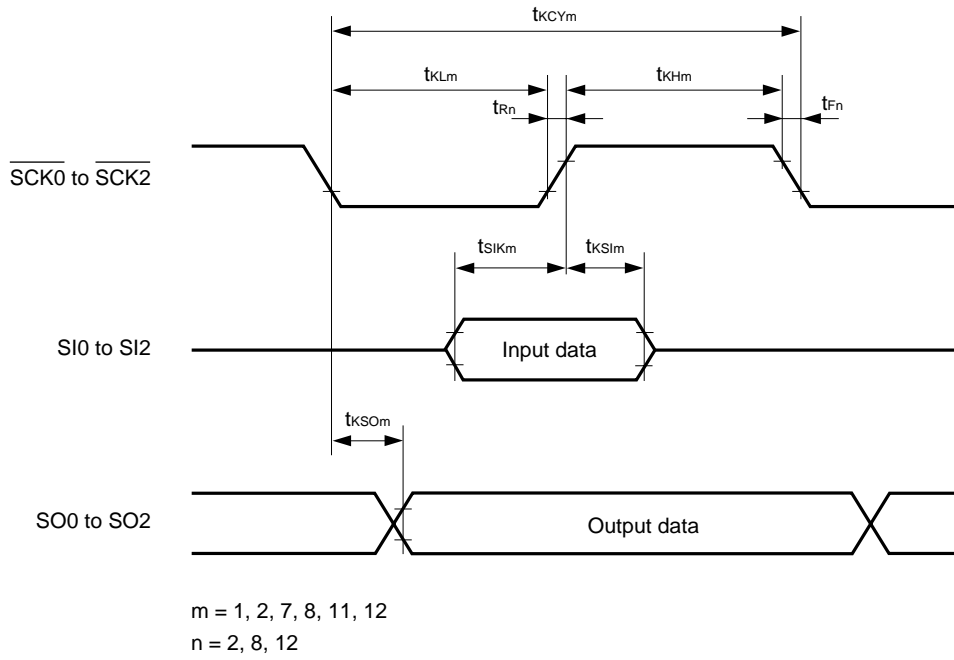 tKCYm
tKLm
tKHm
tRn
tFn
SCK0 to SCK2
tSIKm
tKSIm
SI0 to SI2
Input data
tKSOm
SO0 to SO2
Output data
m = 1, 2, 7, 8, 11, 12
n = 2, 8, 12